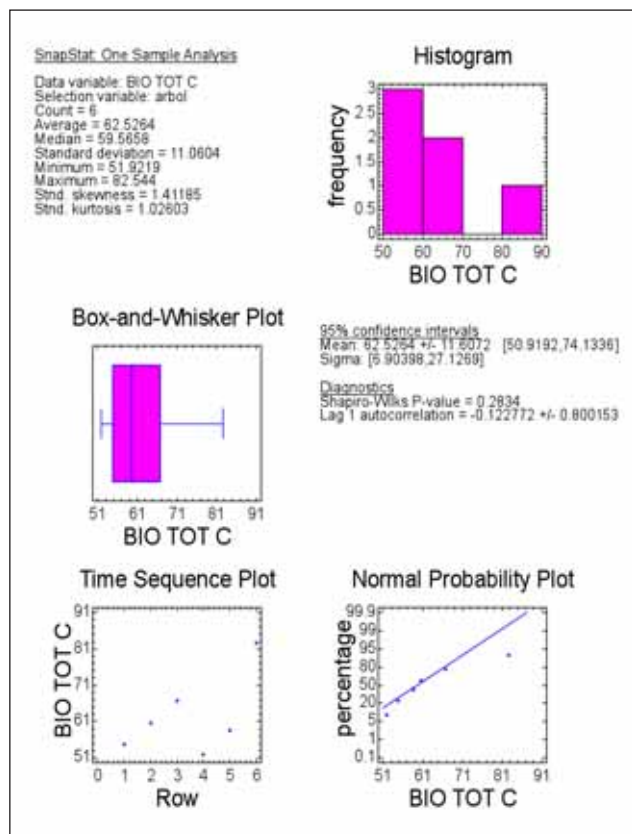 SnapStat: One Sample Analysis
Data variable: BIO TOT C
Selection variable: arbol
Count = 6
Average = 62.5264
Median = 59.5658
Standard deviation = 11.0604
Minimum = 51.9219
Maximum = 82.544
Stnd. skewness = 1.41185
Stnd. kurtosis = 1.02603
Histogram
frequency
3
2.5
2
1.5
1
0.5
0
50 60 70 80 90
BIO TOT C
Box-and-Whisker Plot
51 61 71 81 91
BIO TOT C
95% confidence intervals
Mean: 62.5264 +/- 11.6072 [50.9192,74.1336]
Sigma: [6.90398,27.1269]
Diagnostics
Shapiro-Wilks P-value = 0.2834
Lag 1 autocorrelation = -0.122772 +/- 0.800153
Time Sequence Plot
BIO TOT C
91
81
71
61
51
0 1 2 3 4 5 6
Row
Normal Probability Plot
percentage
99.9
99
95
80
50
20
5
1
0.1
51 61 71 81 91
BIO TOT C